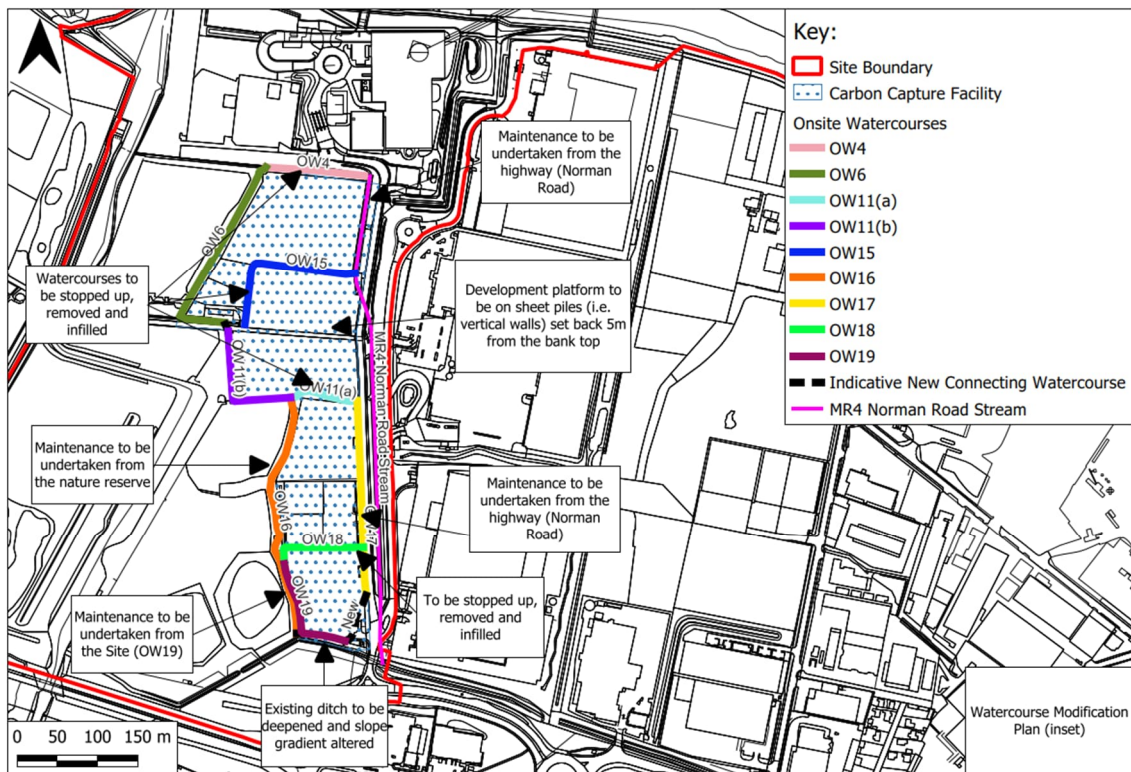 Key:
Site Boundary
Carbon Capture Facility
Onsite Watercourses
OW4
OW6
OW11(a)
OW11(b)
OW15
OW16
OW17
OW18
OW19
Indicative New Connecting Watercourse
MR4 Norman Road Stream
Maintenance to be
undertaken from the
highway (Norman
Road)
OW4
OW6
OW15
Watercourses to
be stopped up,
removed and
infilled
Development platform to
be on sheet piles (i.e.
vertical walls) set back 5m
from the bank top
OW11(b)
OW11(a)
MR4 Norman Road Stream
Maintenance to be
undertaken from
the nature reserve
OW16
Maintenance to be
undertaken from the
highway (Norman
Road)
OW18
OW19
New
Maintenance to be
undertaken from
the Site (OW19)
To be stopped up,
removed and
infilled
Existing ditch to be
deepened and slope
gradient altered
0 50 100 150 m
Watercourse Modification
Plan (inset)